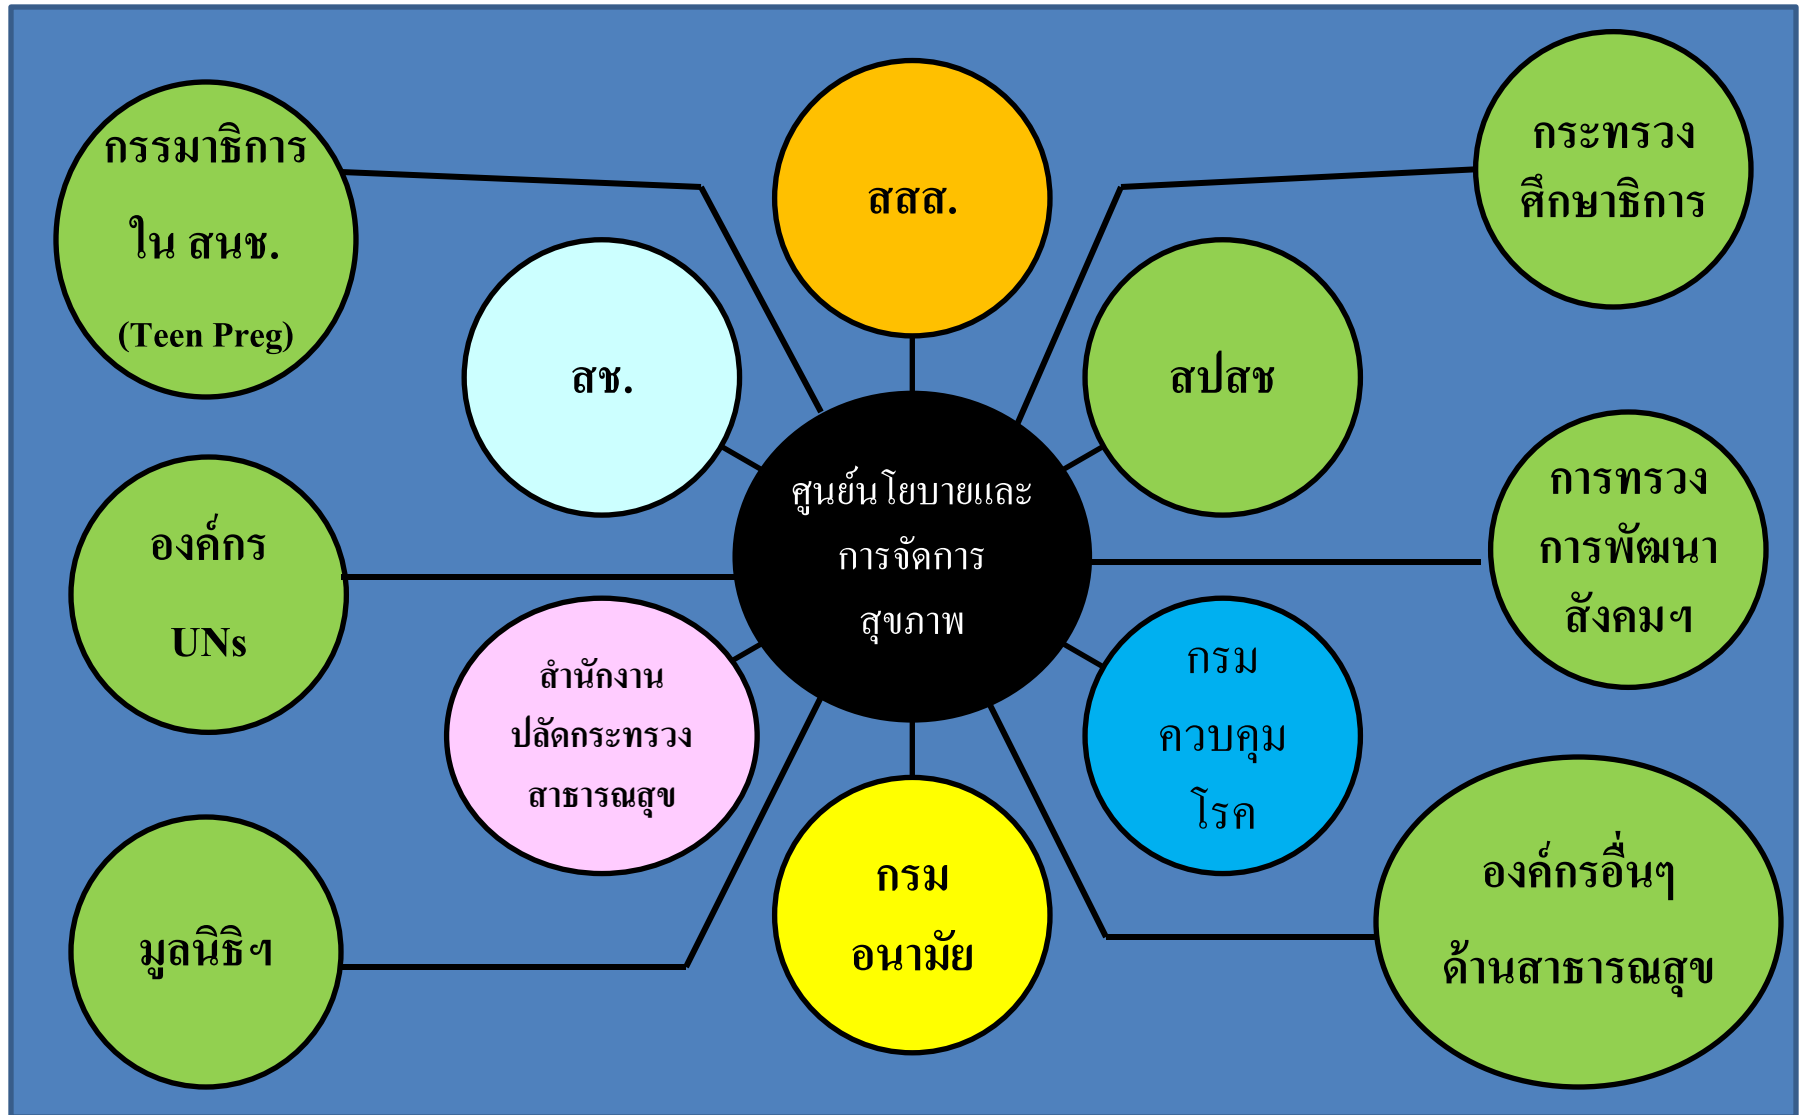 กรรมาธิการ
ใน สนช.
(Teen Preg)
สสส.
กระทรวง
ศึกษาธิการ
สช.
สปสช
องค์กร
UNs
ศูนย์นโยบายและ
การจัดการ
สุขภาพ
การทรวง
การพัฒนา
สังคมฯ
สำนักงาน
ปลัดกระทรวง
สาธารณสุข
กรม
ควบคุม
โรค
มูลนิธิฯ
กรม
อนามัย
องค์กรอื่นๆ
ด้านสาธารณสุข